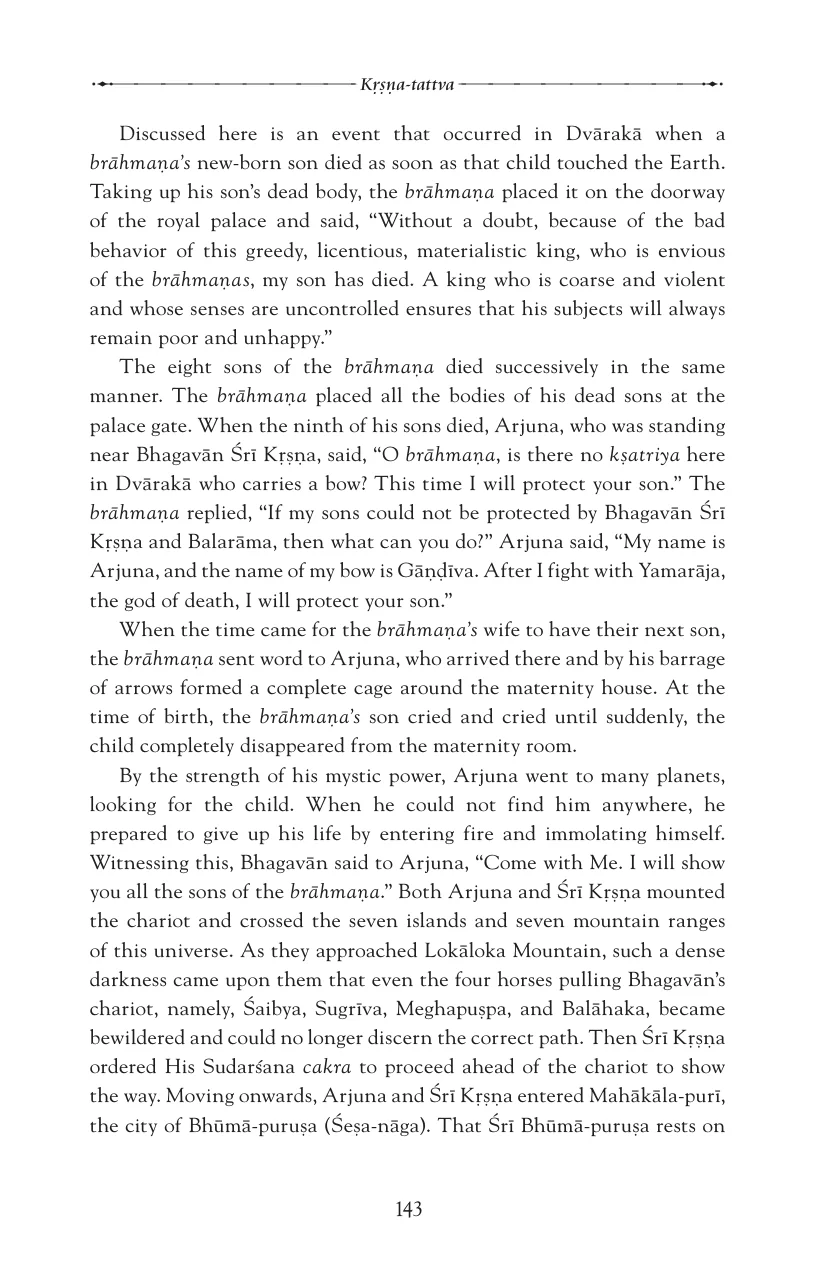 Kṛṣṇa-tattva
Discussed here is an event that occurred in Dvārakā when a
brāhmaṇa’s new-born son died as soon as that child touched the Earth.
Taking up his son’s dead body, the brāhmaṇa placed it on the doorway
of the royal palace and said, “Without a doubt, because of the bad
behavior of this greedy, licentious, materialistic king, who is envious
of the brāhmaṇas, my son has died. A king who is coarse and violent
and whose senses are uncontrolled ensures that his subjects will always
remain poor and unhappy.”
The eight sons of the brāhmaṇa died successively in the same
manner. The brāhmaṇa placed all the bodies of his dead sons at the
palace gate. When the ninth of his sons died, Arjuna, who was standing
near Bhagavān Śrī Kṛṣṇa, said, “O brāhmaṇa, is there no kṣatriya here
in Dvārakā who carries a bow? This time I will protect your son.” The
brāhmaṇa replied, “If my sons could not be protected by Bhagavān Śrī
Kṛṣṇa and Balarāma, then what can you do?” Arjuna said, “My name is
Arjuna, and the name of my bow is Gāṇḍīva. After I fight with Yamarāja,
the god of death, I will protect your son.”
When the time came for the brāhmaṇa’s wife to have their next son,
the brāhmaṇa sent word to Arjuna, who arrived there and by his barrage
of arrows formed a complete cage around the maternity house. At the
time of birth, the brāhmaṇa’s son cried and cried until suddenly, the
child completely disappeared from the maternity room.
By the strength of his mystic power, Arjuna went to many planets,
looking for the child. When he could not find him anywhere, he
prepared to give up his life by entering fire and immolating himself.
Witnessing this, Bhagavān said to Arjuna, “Come with Me. I will show
you all the sons of the brāhmaṇa.” Both Arjuna and Śrī Kṛṣṇa mounted
the chariot and crossed the seven islands and seven mountain ranges
of this universe. As they approached Lokāloka Mountain, such a dense
darkness came upon them that even the four horses pulling Bhagavān’s
chariot, namely, Śaibya, Sugrīva, Meghapuṣpa, and Balāhaka, became
bewildered and could no longer discern the correct path. Then Śrī Kṛṣṇa
ordered His Sudarśana cakra to proceed ahead of the chariot to show
the way. Moving onwards, Arjuna and Śrī Kṛṣṇa entered Mahākāla-purī,
the city of Bhūmā-puruṣa (Śeṣa-nāga). That Śrī Bhūmā-puruṣa rests on
143